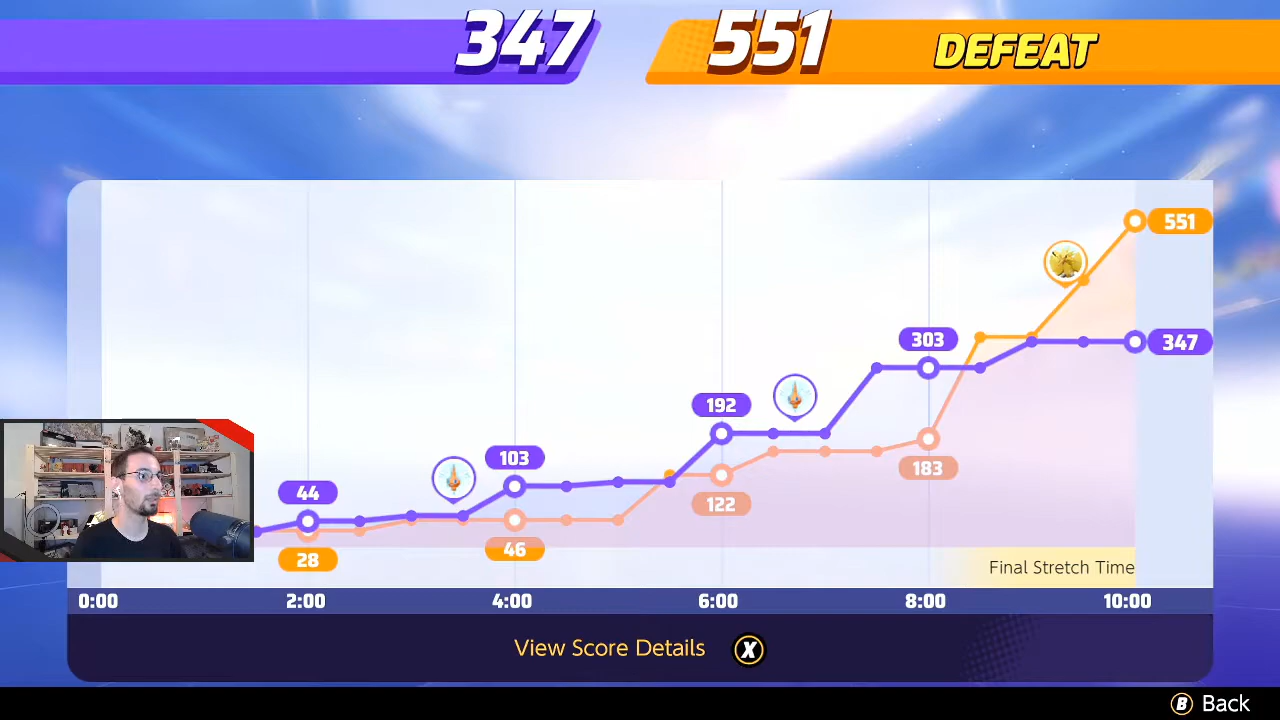 347
551
DEFEAT
551
347
303
192
183
103
122
44
46
28
Final Stretch Time
0:00 2:00 4:00 6:00 8:00 10:00
View Score Details X
B Back